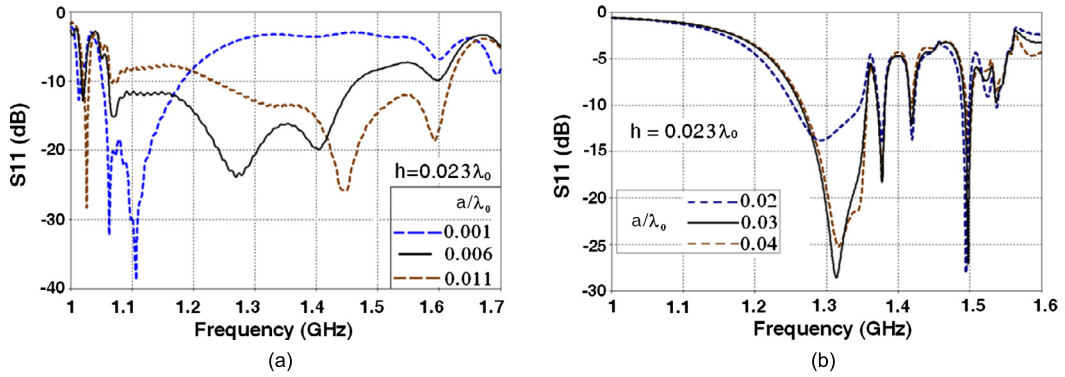 0
-10
-20
-30
-40
S11 (dB)
h=0.023λ₀
a/λ₀
0.001
0.006
0.011
1 1.1 1.2 1.3 1.4 1.5 1.6 1.7
Frequency (GHz)
(a)
0
-5
-10
-15
-20
-25
-30
S11 (dB)
h = 0.023λ₀
a/λ₀
0.02
0.03
0.04
1 1.1 1.2 1.3 1.4 1.5 1.6
Frequency (GHz)
(b)